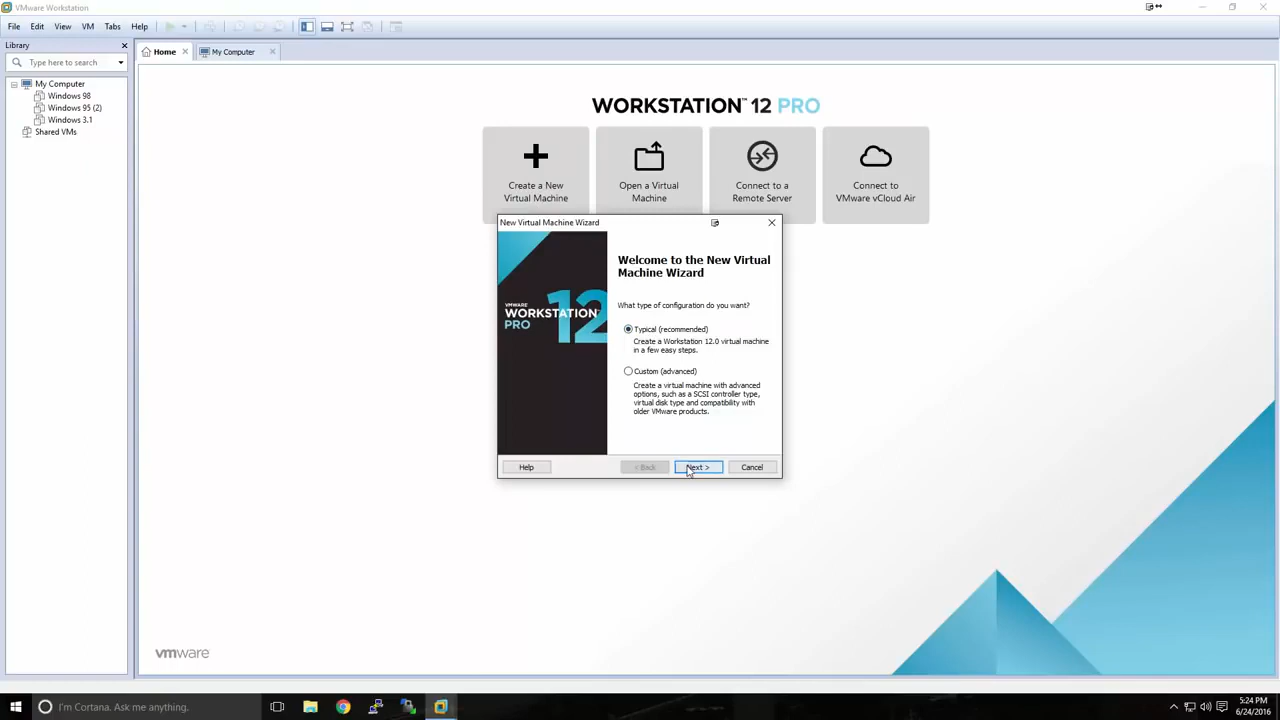 VMware Workstation
File Edit View VM Tabs Help
Library
Type here to search
My Computer
Windows 98
Windows 95 (2)
Windows 3.1
Shared VMs
Home
My Computer
WORKSTATION™ 12 PRO
Create a New
Virtual Machine
Open a Virtual
Machine
Connect to a
Remote Server
Connect to
VMware vCloud Air
New Virtual Machine Wizard
VMWARE
WORKSTATION™
PRO
12
Welcome to the New Virtual
Machine Wizard
What type of configuration do you want?
Typical (recommended)
Create a Workstation 12.0 virtual machine
in a few easy steps.
Custom (advanced)
Create a virtual machine with advanced
options, such as a SCSI controller type,
virtual disk type and compatibility with
older VMware products.
Help
< Back
Next >
Cancel
vmware
I'm Cortana. Ask me anything.
5:24 PM
6/24/2016